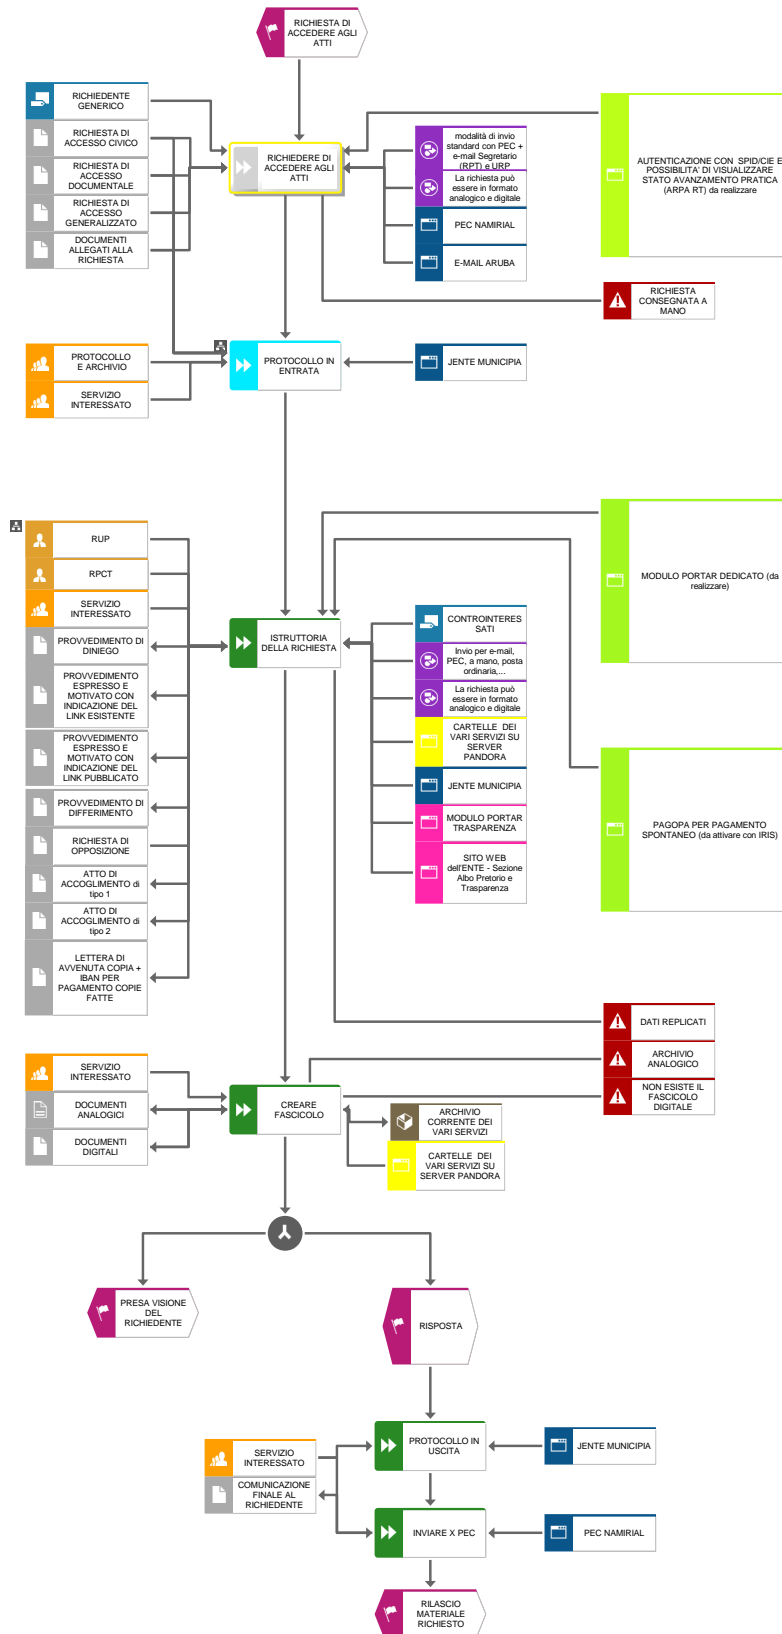 RICHIESTA DI
ACCEDERE AGLI
ATTI
RICHIEDENTE
GENERICO
RICHIESTA DI
ACCESSO CIVICO
RICHIESTA DI
ACCESSO
DOCUMENTALE
RICHIESTA DI
ACCESSO
GENERALIZZATO
DOCUMENTI
ALLEGATI ALLA
RICHIESTA
RICHIEDERE DI
ACCEDERE AGLI
ATTI
modalità di invio
standard con PEC +
e-mail Segretario
(RPT) e URP
La richiesta può
essere in formato
analogico e digitale
PEC NAMIRIAL
E-MAIL ARUBA
AUTENTICAZIONE CON SPID/CIE E
POSSIBILITA' DI VISUALIZZARE
STATO AVANZAMENTO PRATICA
(ARPA RT) da realizzare
RICHIESTA
CONSEGNATA A
MANO
PROTOCOLLO
E ARCHIVIO
SERVIZIO
INTERESSATO
PROTOCOLLO IN
ENTRATA
JENTE MUNICIPIA
RUP
RPCT
SERVIZIO
INTERESSATO
PROVVEDIMENTO DI
DINIEGO
PROVVEDIMENTO
ESPRESSO E
MOTIVATO CON
INDICAZIONE DEL
LINK ESISTENTE
PROVVEDIMENTO
ESPRESSO E
MOTIVATO CON
INDICAZIONE DEL
LINK PUBBLICATO
PROVVEDIMENTO DI
DIFFERIMENTO
RICHIESTA DI
OPPOSIZIONE
ATTO DI
ACCOGLIMENTO di
tipo 1
ATTO DI
ACCOGLIMENTO di
tipo 2
LETTERA DI
AVVENUTA COPIA +
IBAN PER
PAGAMENTO COPIE
FATTE
ISTRUTTORIA
DELLA RICHIESTA
CONTROINTERES
SATI
Invio per e-mail,
PEC, a mano, posta
ordinaria,...
La richiesta può
essere in formato
analogico e digitale
CARTELLE DEI
VARI SERVIZI SU
SERVER
PANDORA
JENTE MUNICIPIA
MODULO PORTAR
TRASPARENZA
SITO WEB
dell'ENTE - Sezione
Albo Pretorio e
Trasparenza
MODULO PORTAR DEDICATO (da
realizzare)
PAGOPA PER PAGAMENTO
SPONTANEO (da attivare con IRIS)
DATI REPLICATI
ARCHIVIO
ANALOGICO
NON ESISTE IL
FASCICOLO
DIGITALE
SERVIZIO
INTERESSATO
DOCUMENTI
ANALOGICI
DOCUMENTI
DIGITALI
CREARE
FASCICOLO
ARCHIVIO
CORRENTE DEI
VARI SERVIZI
CARTELLE DEI
VARI SERVIZI SU
SERVER PANDORA
PRESA VISIONE
DEL
RICHIEDENTE
RISPOSTA
SERVIZIO
INTERESSATO
COMUNICAZIONE
FINALE AL
RICHIEDENTE
PROTOCOLLO IN
USCITA
JENTE MUNICIPIA
INVIARE X PEC
PEC NAMIRIAL
RILASCIO
MATERIALE
RICHIESTO